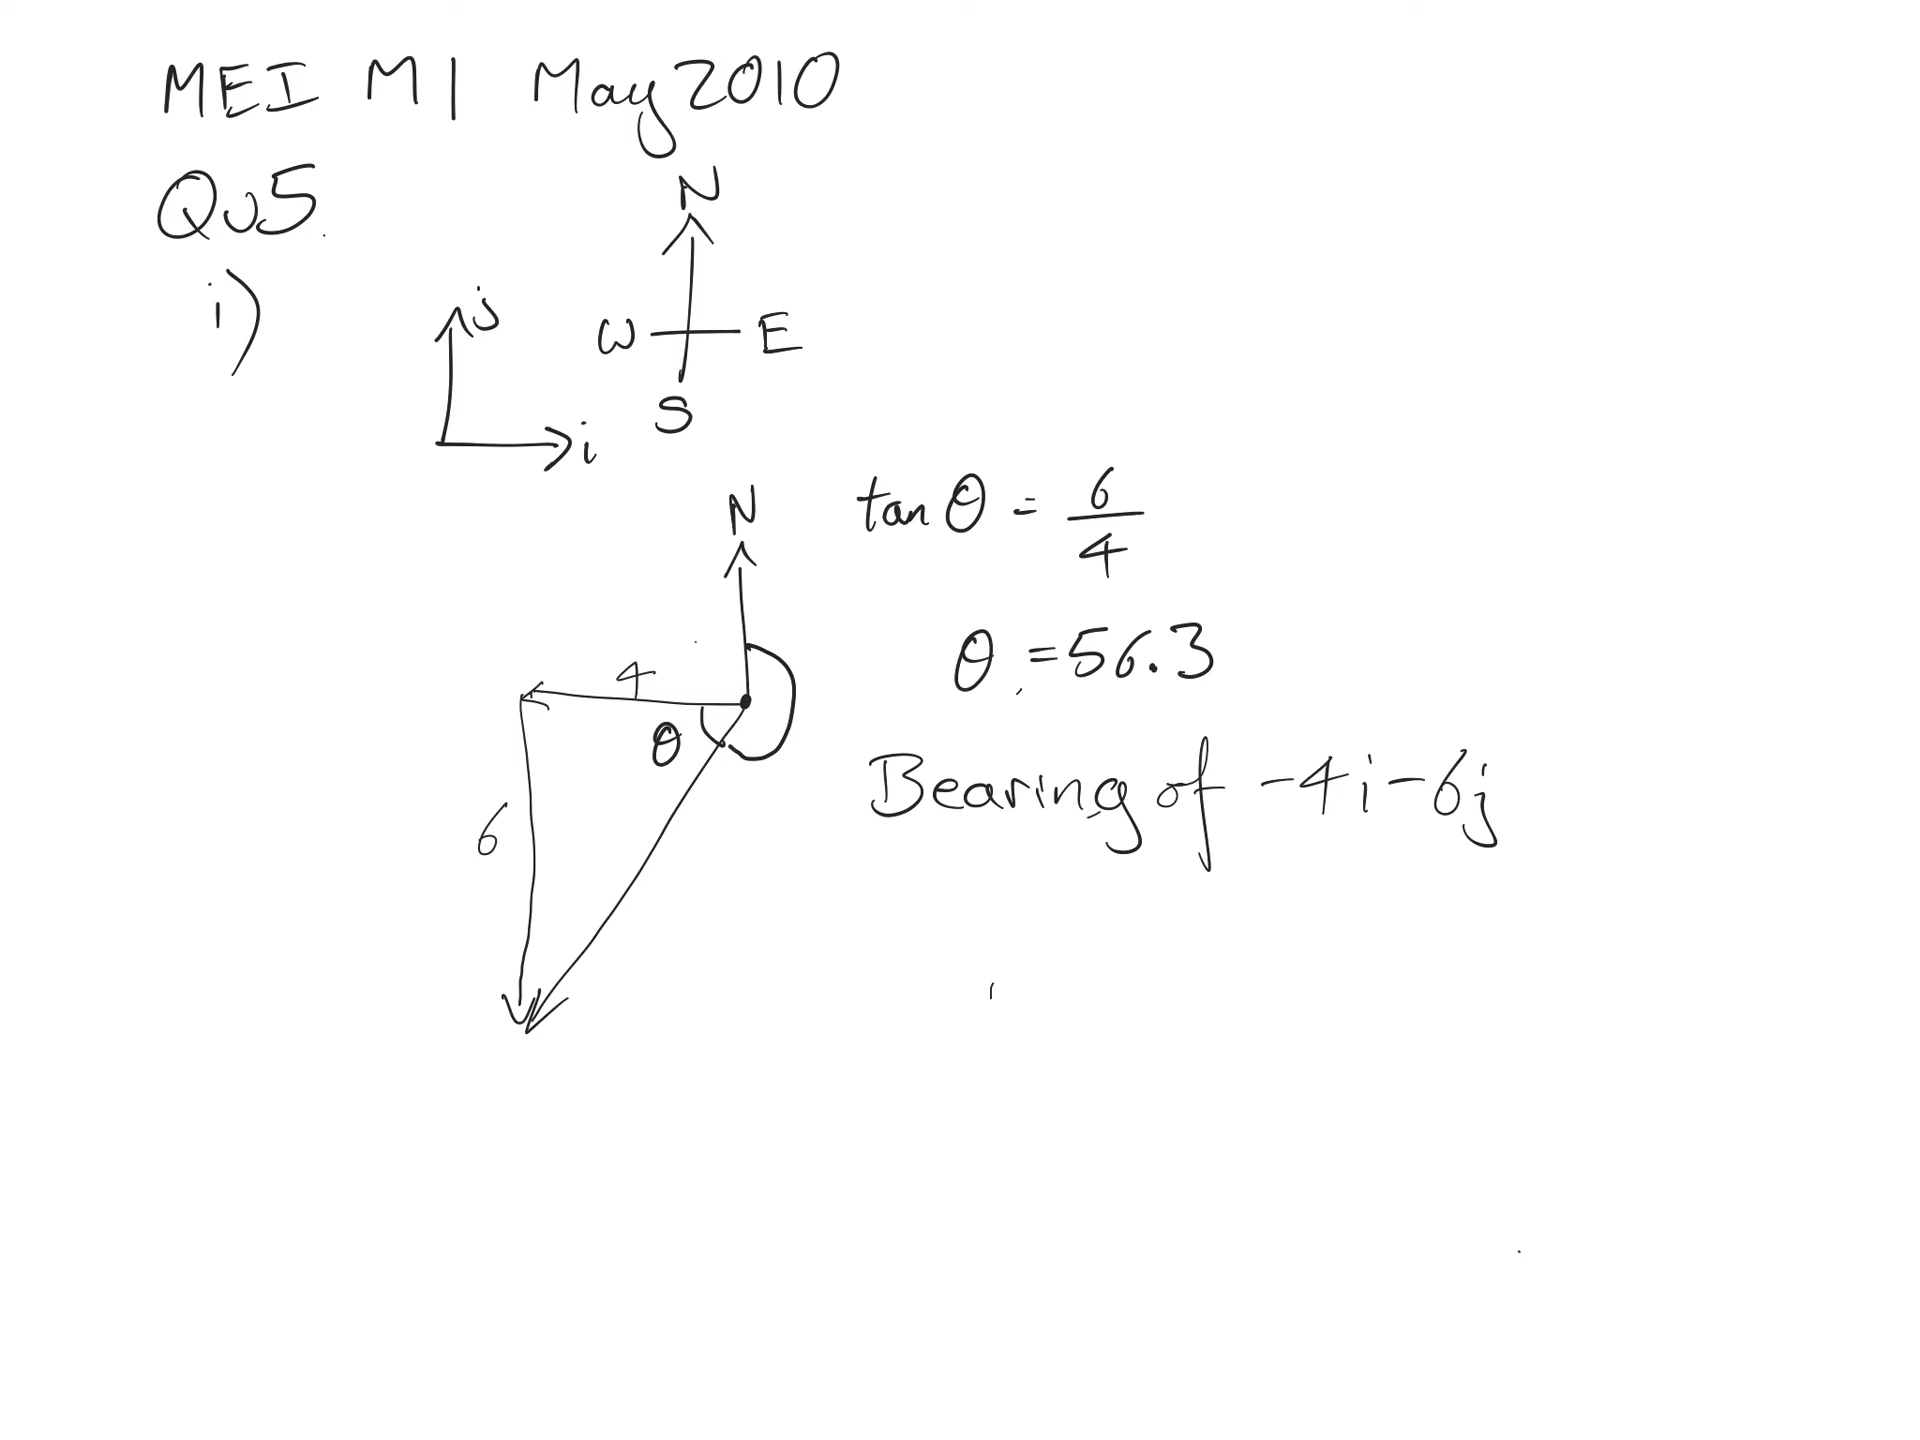 MEI M1 May 2010
Qu5.
i)
N
W E
S
j
i
N
4
θ
6
tan θ = 6/4
θ = 56.3
Bearing of -4i-6j